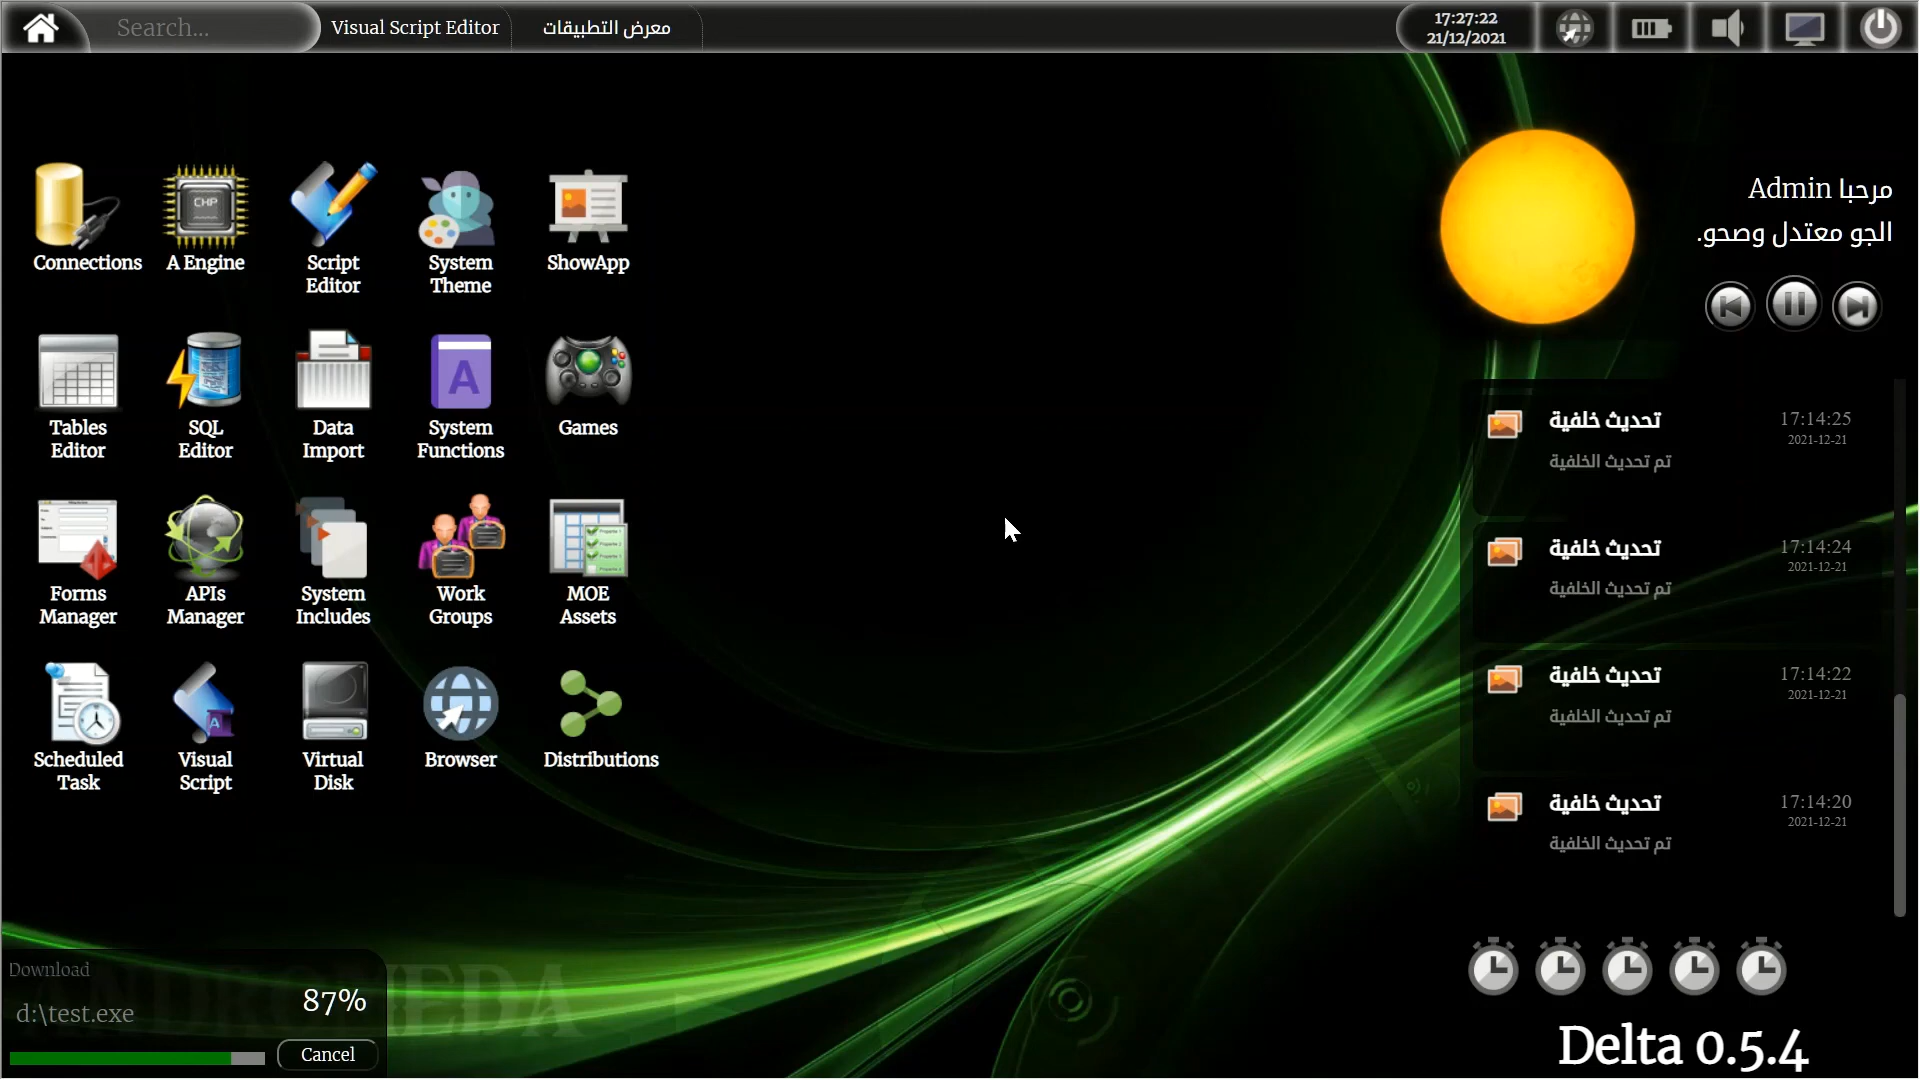 Search...
Visual Script Editor
معرض التطبيقات
17:27:22
21/12/2021
Connections
A Engine
CHP
Script
Editor
System
Theme
ShowApp
Tables
Editor
SQL
Editor
Data
Import
A
System
Functions
Games
Forms
Manager
APIs
Manager
System
Includes
Work
Groups
MOE
Assets
Scheduled
Task
A
Visual
Script
Virtual
Disk
Browser
Distributions
مرحبا Admin
الجو معتدل وصحو.
تحديث خلفية
17:14:25
2021-12-21
تم تحديث الخلفية
تحديث خلفية
17:14:24
2021-12-21
تم تحديث الخلفية
تحديث خلفية
17:14:22
2021-12-21
تم تحديث الخلفية
تحديث خلفية
17:14:20
2021-12-21
تم تحديث الخلفية
Download
d:\test.exe
87%
Cancel
Delta 0.5.4